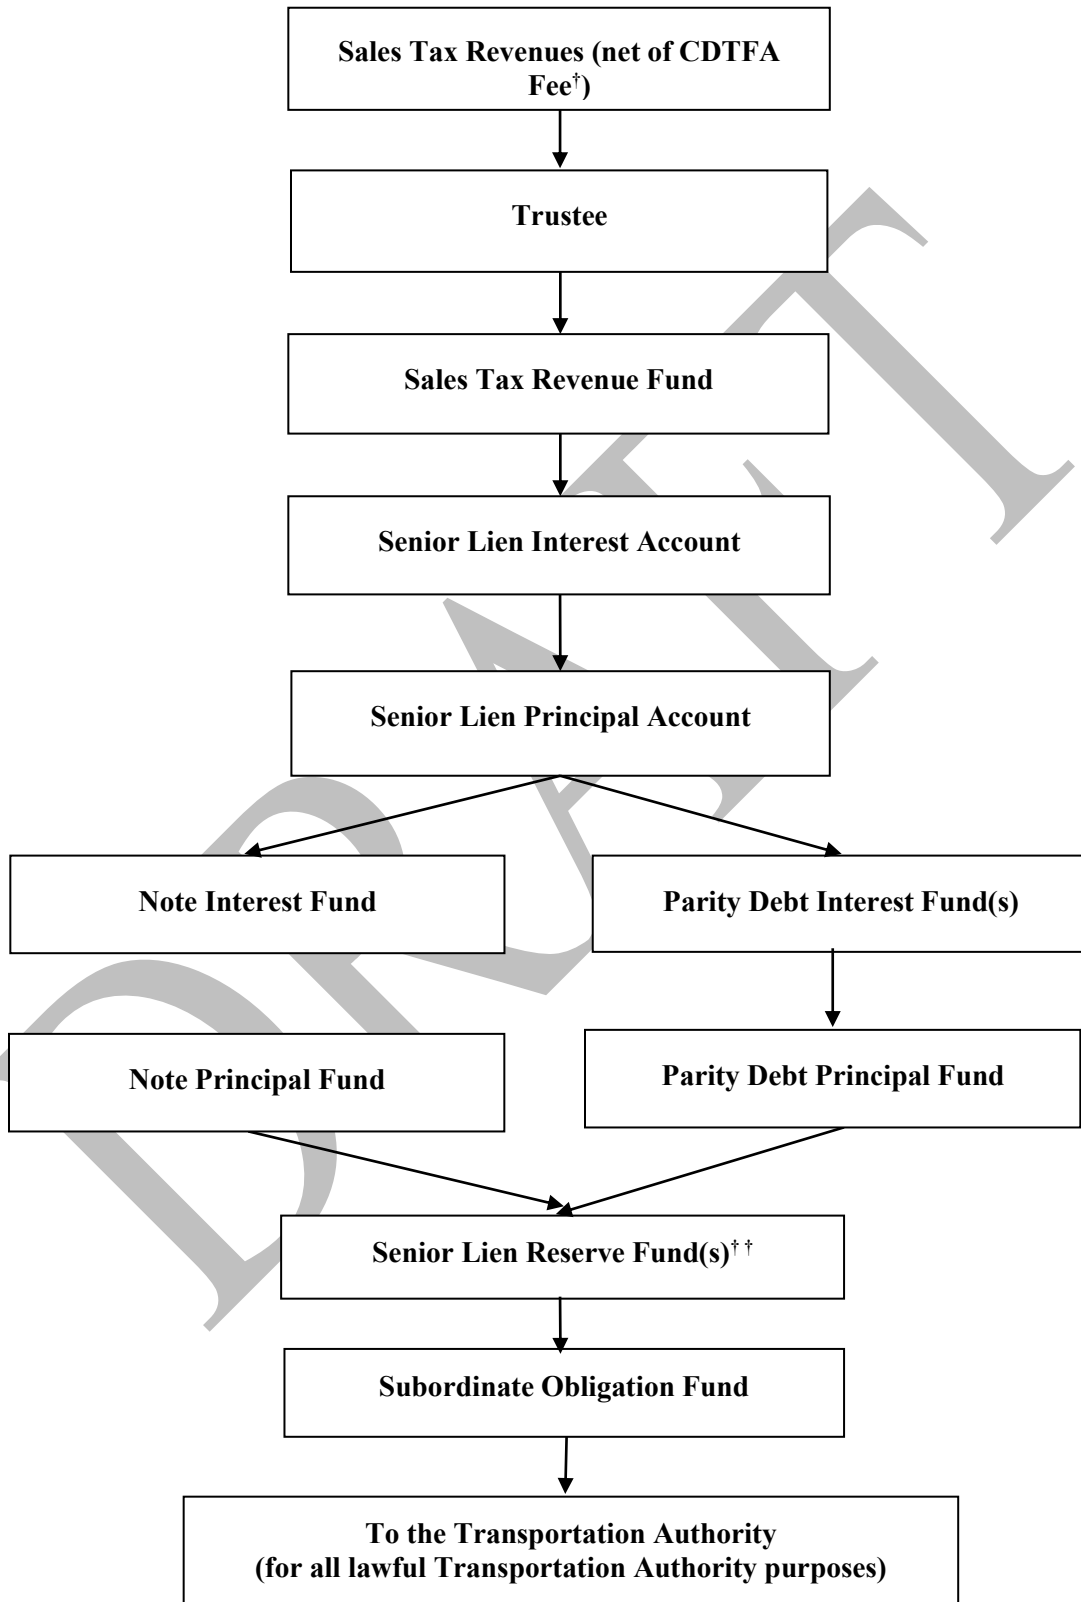 Sales Tax Revenues (net of CDTFA
Fee†)
Trustee
Sales Tax Revenue Fund
Senior Lien Interest Account
Senior Lien Principal Account
Note Interest Fund
Parity Debt Interest Fund(s)
Note Principal Fund
Parity Debt Principal Fund
Senior Lien Reserve Fund(s)† †
Subordinate Obligation Fund
To the Transportation Authority
(for all lawful Transportation Authority purposes)
DRAFT